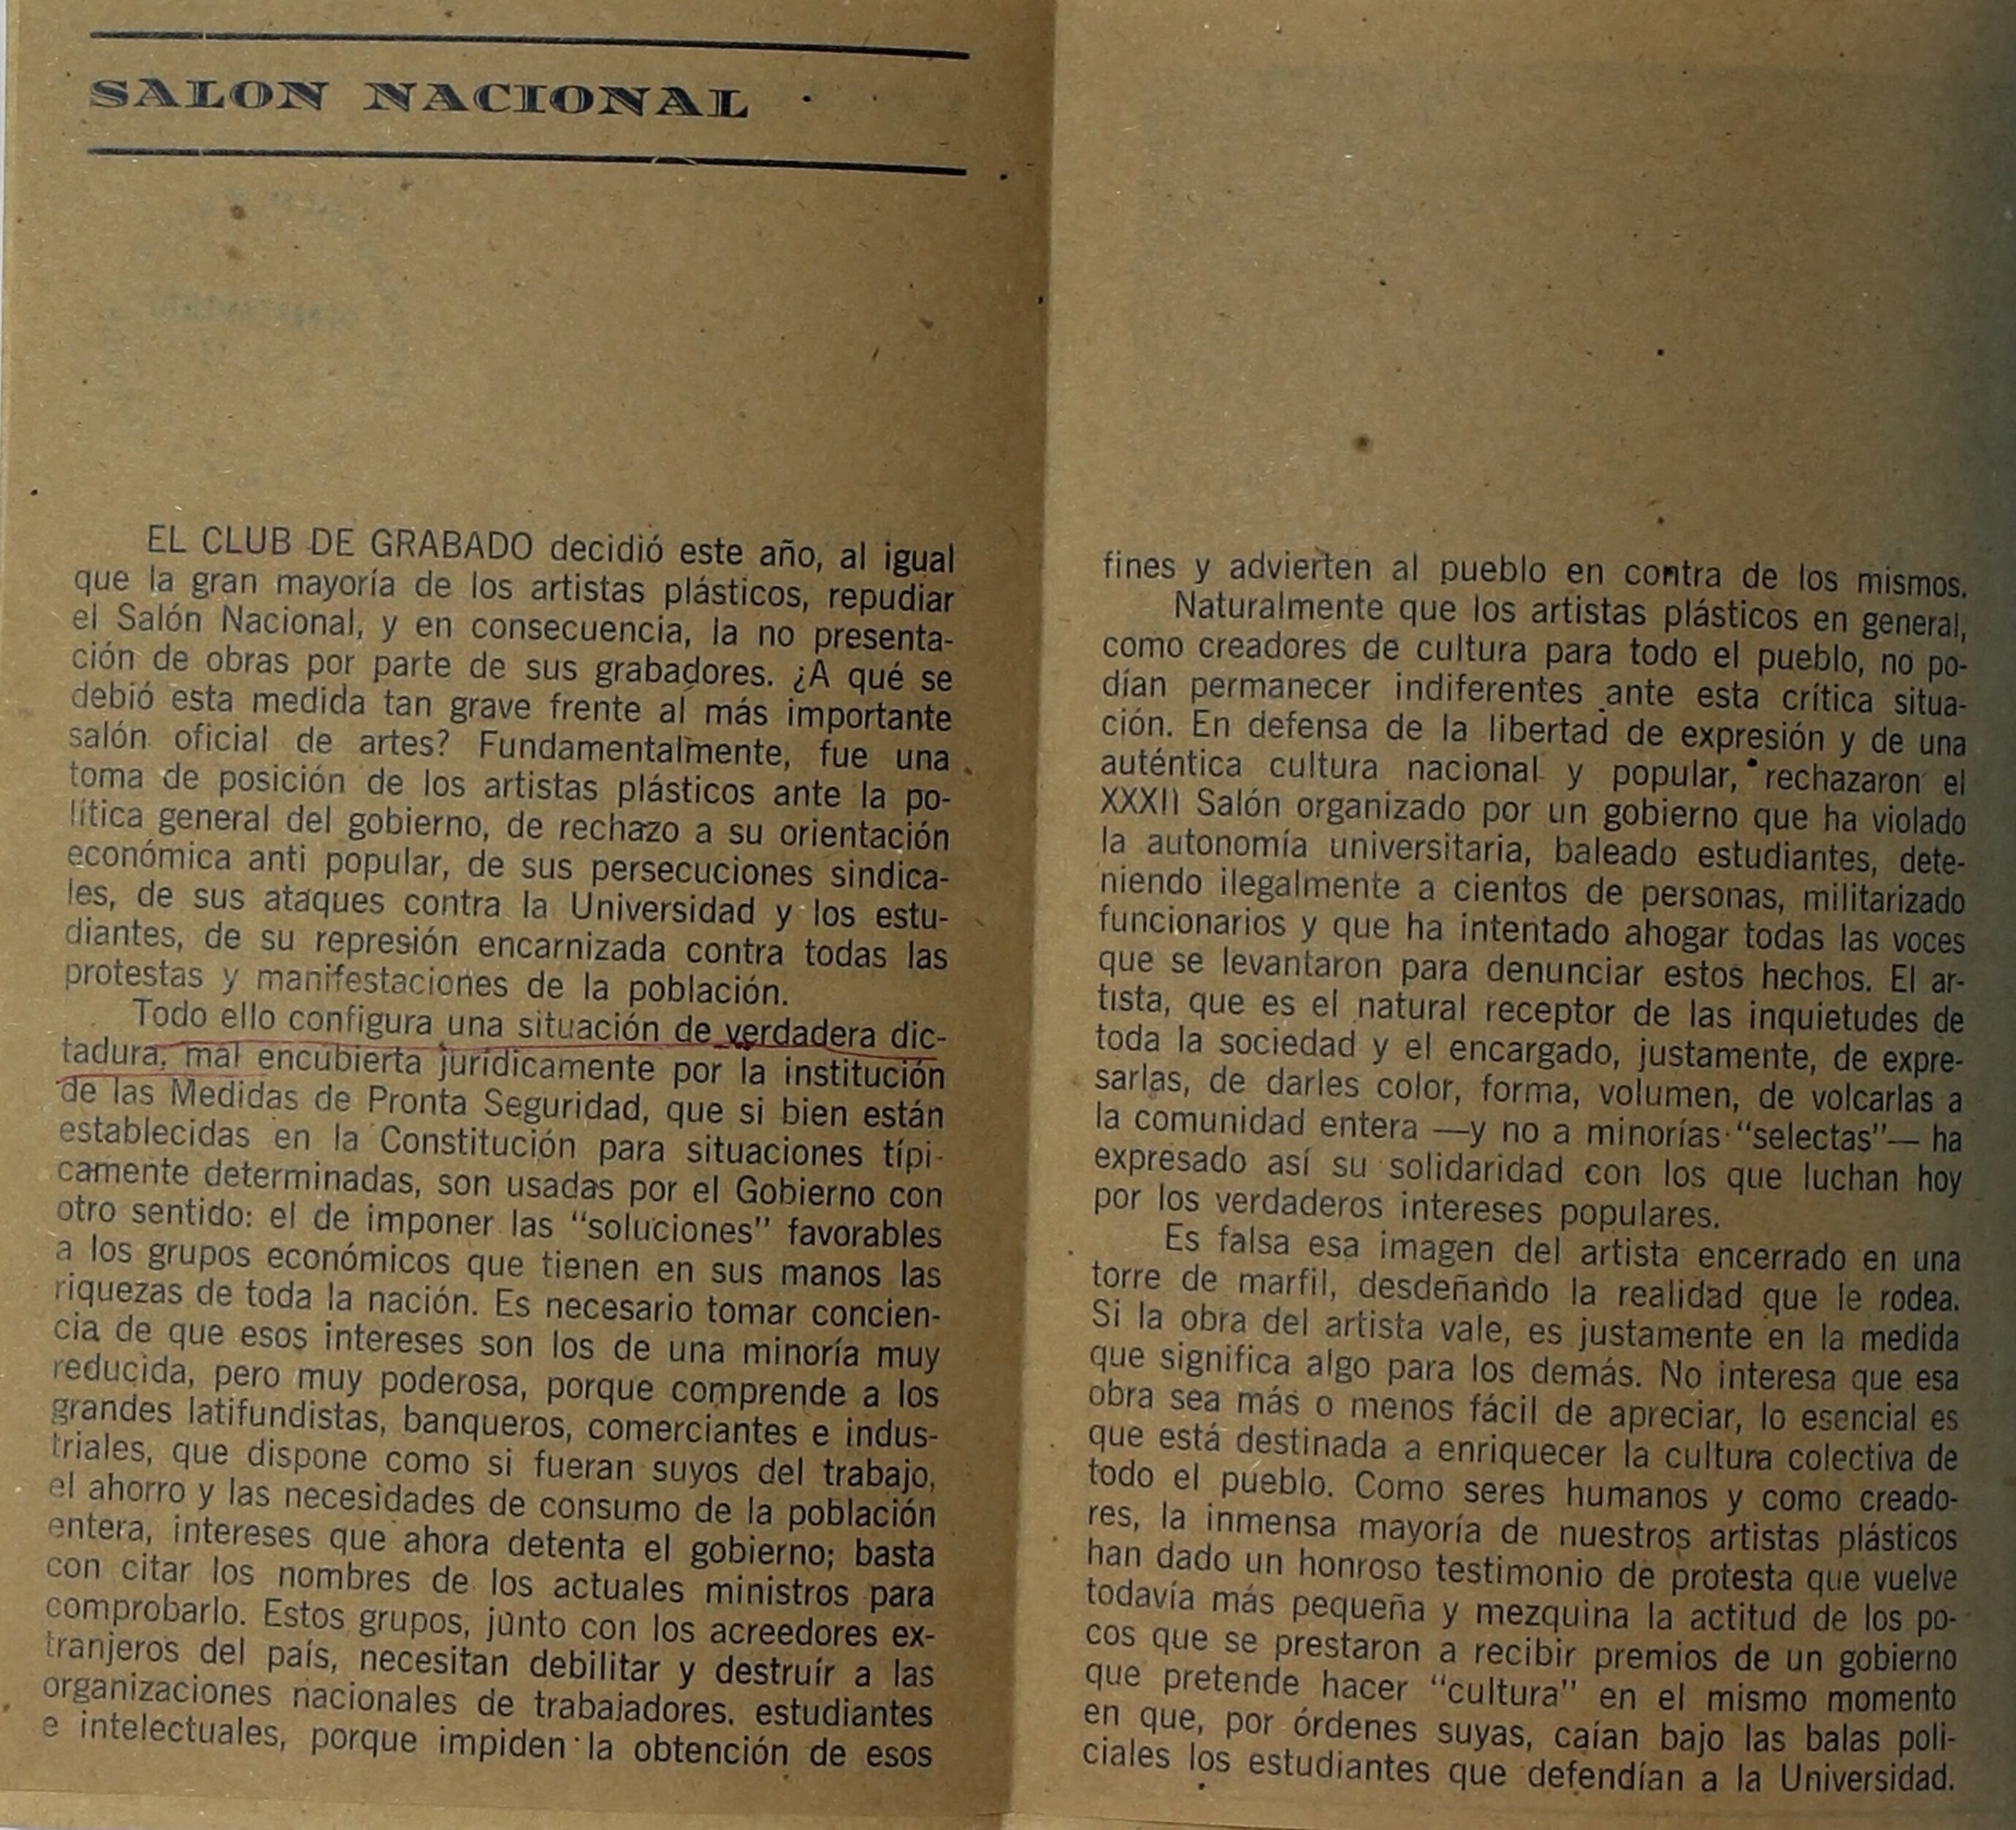 SALON NACIONAL
EL CLUB DE GRABADO decidió este año, al igual
que la gran mayoría de los artistas plásticos, repudiar
el Salón Nacional, y en consecuencia, la no presenta-
ción de obras por parte de sus grabadores. ¿A qué se
debió esta medida tan grave frente al más importante
salón oficial de artes? Fundamentalmente, fue una
toma de posición de los artistas plásticos ante la po-
lítica general del gobierno, de rechazo a su orientación
económica anti popular, de sus persecuciones sindica-
les, de sus ataques contra la Universidad y los estu-
diantes, de su represión encarnizada contra todas las
protestas y manifestaciones de la población.
Todo ello configura una situación de verdadera dic-
tadura, mal encubierta jurídicamente por la institución
de las Medidas de Pronta Seguridad, que si bien están
establecidas en la Constitución para situaciones típi-
camente determinadas, son usadas por el Gobierno con
otro sentido: el de imponer las "soluciones" favorables
a los grupos económicos que tienen en sus manos las
riquezas de toda la nación. Es necesario tomar concien-
cia de que esos intereses son los de una minoría muy
reducida, pero muy poderosa, porque comprende a los
grandes latifundistas, banqueros, comerciantes e indus-
triales, que dispone como si fueran suyos del trabajo,
el ahorro y las necesidades de consumo de la población
entera, intereses que ahora detenta el gobierno; basta
con citar los nombres de los actuales ministros para
comprobarlo. Estos grupos, junto con los acreedores ex-
tranjeros del país, necesitan debilitar y destruír a las
organizaciones nacionales de trabajadores. estudiantes
e intelectuales, porque impiden la obtención de esos
fines y advierten al pueblo en contra de los mismos.
Naturalmente que los artistas plásticos en general,
como creadores de cultura para todo el pueblo, no po-
dían permanecer indiferentes ante esta crítica situa-
ción. En defensa de la libertad de expresión y de una
auténtica cultura nacional y popular, rechazaron el
XXXII Salón organizado por un gobierno que ha violado
la autonomía universitaria, baleado estudiantes, dete-
niendo ilegalmente a cientos de personas, militarizado
funcionarios y que ha intentado ahogar todas las voces
que se levantaron para denunciar estos hechos. El ar-
tista, que es el natural receptor de las inquietudes de
toda la sociedad y el encargado, justamente, de expre-
sarlas, de darles color, forma, volumen, de volcarlas a
la comunidad entera —y no a minorías "selectas"— ha
expresado así su solidaridad con los que luchan hoy
por los verdaderos intereses populares.
Es falsa esa imagen del artista encerrado en una
torre de marfil, desdeñando la realidad que le rodea.
Si la obra del artista vale, es justamente en la medida
que significa algo para los demás. No interesa que esa
obra sea más o menos fácil de apreciar, lo esencial es
que está destinada a enriquecer la cultura colectiva de
todo el pueblo. Como seres humanos y como creado-
res, la inmensa mayoría de nuestros artistas plásticos
han dado un honroso testimonio de protesta que vuelve
todavía más pequeña y mezquina la actitud de los po-
cos que se prestaron a recibir premios de un gobierno
que pretende hacer "cultura" en el mismo momento
en que, por órdenes suyas, caían bajo las balas poli-
ciales los estudiantes que defendían a la Universidad.